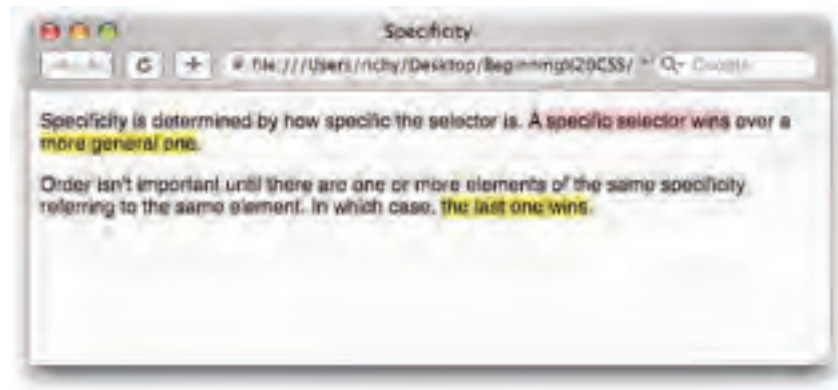 Specificity
file:///Users/richy/Desktop/Beginning%20CSS/ Google
Specificity is determined by how specific the selector is. A specific selector wins over a
more general one.
Order isn't important until there are one or more elements of the same specificity
referring to the same element. In which case, the last one wins.